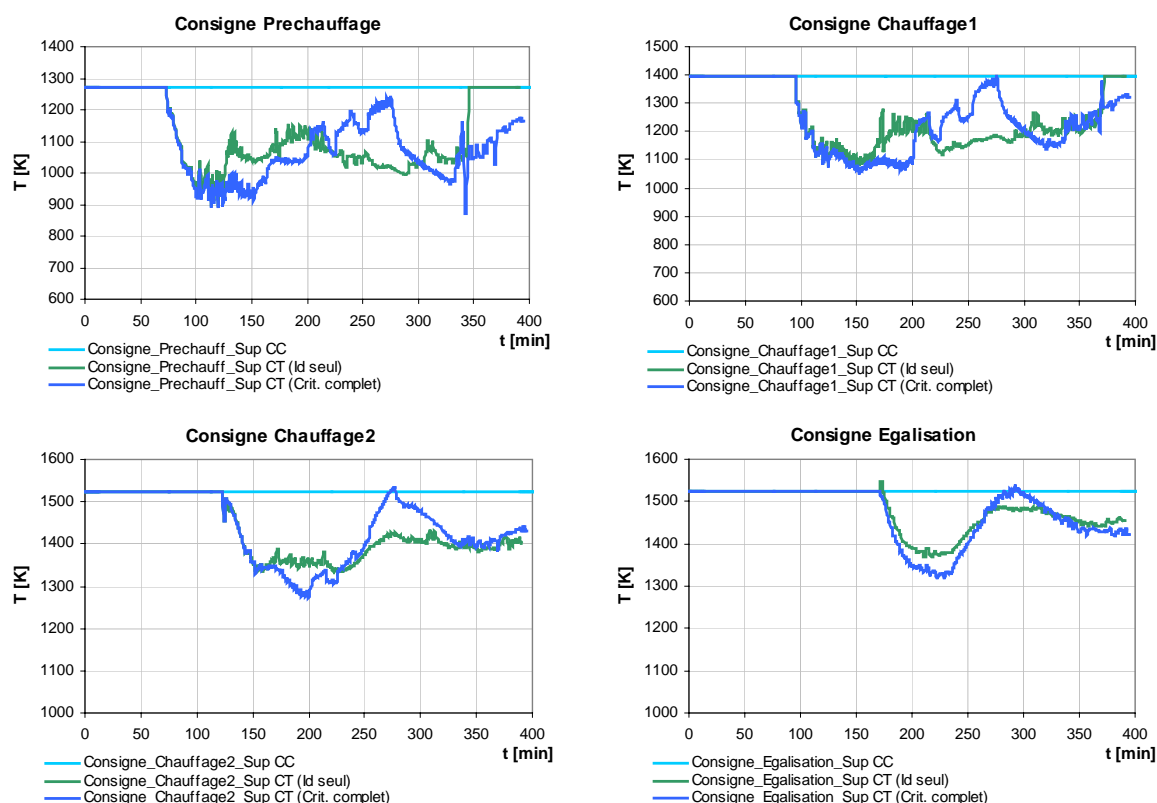 Consigne Prechauffage
1400
1300
1200
1100
1000
900
800
700
600
T [K]
0 50 100 150 200 250 300 350 400
t [min]
Consigne_Prechauff_Sup CC
Consigne_Prechauff_Sup CT (Id seul)
Consigne_Prechauff_Sup CT (Crit. complet)
Consigne Chauffage1
1500
1400
1300
1200
1100
1000
900
800
700
600
T [K]
0 50 100 150 200 250 300 350 400
t [min]
Consigne_Chauffage1_Sup CC
Consigne_Chauffage1_Sup CT (Id seul)
Consigne_Chauffage1_Sup CT (Crit. complet)
Consigne Chauffage2
1600
1500
1400
1300
1200
1100
1000
T [K]
0 50 100 150 200 250 300 350 400
t [min]
Consigne_Chauffage2_Sup CC
Consigne_Chauffage2_Sup CT (Id seul)
Consigne_Chauffage2_Sup CT (Crit. complet)
Consigne Egalisation
1600
1500
1400
1300
1200
1100
1000
T [K]
0 50 100 150 200 250 300 350 400
t [min]
Consigne_Egalisation_Sup CC
Consigne_Egalisation_Sup CT (Id seul)
Consigne_Egalisation_Sup CT (Crit. complet)